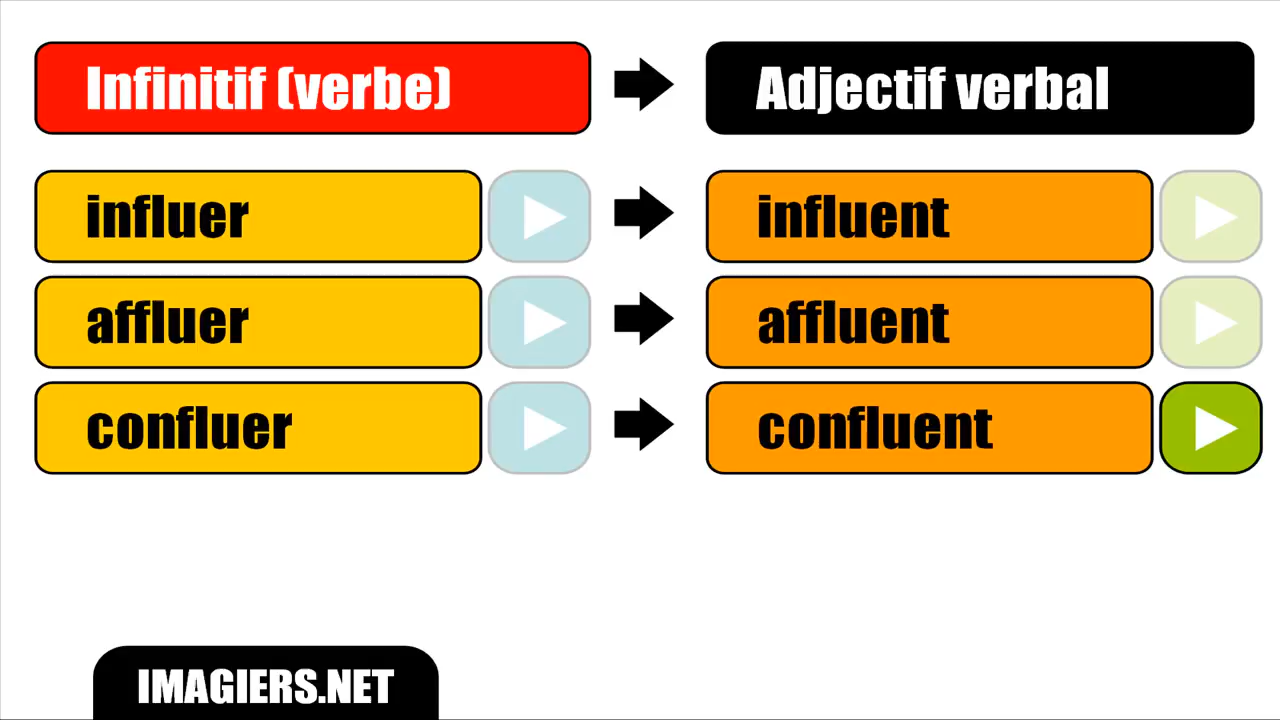 Infinitif (verbe) Adjectif verbal
influer influent
affluer affluent
confluer confluent
IMAGIERS.NET